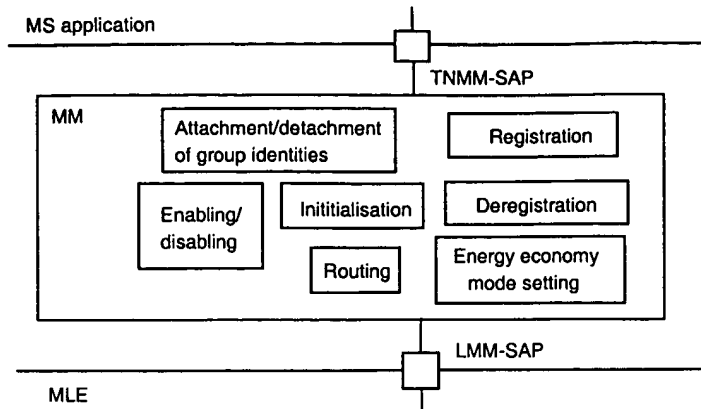 MS application
TNMM-SAP
MM
Attachment/detachment
of group identities
Registration
Enabling/
disabling
Inititialisation
Deregistration
Routing
Energy economy
mode setting
LMM-SAP
MLE